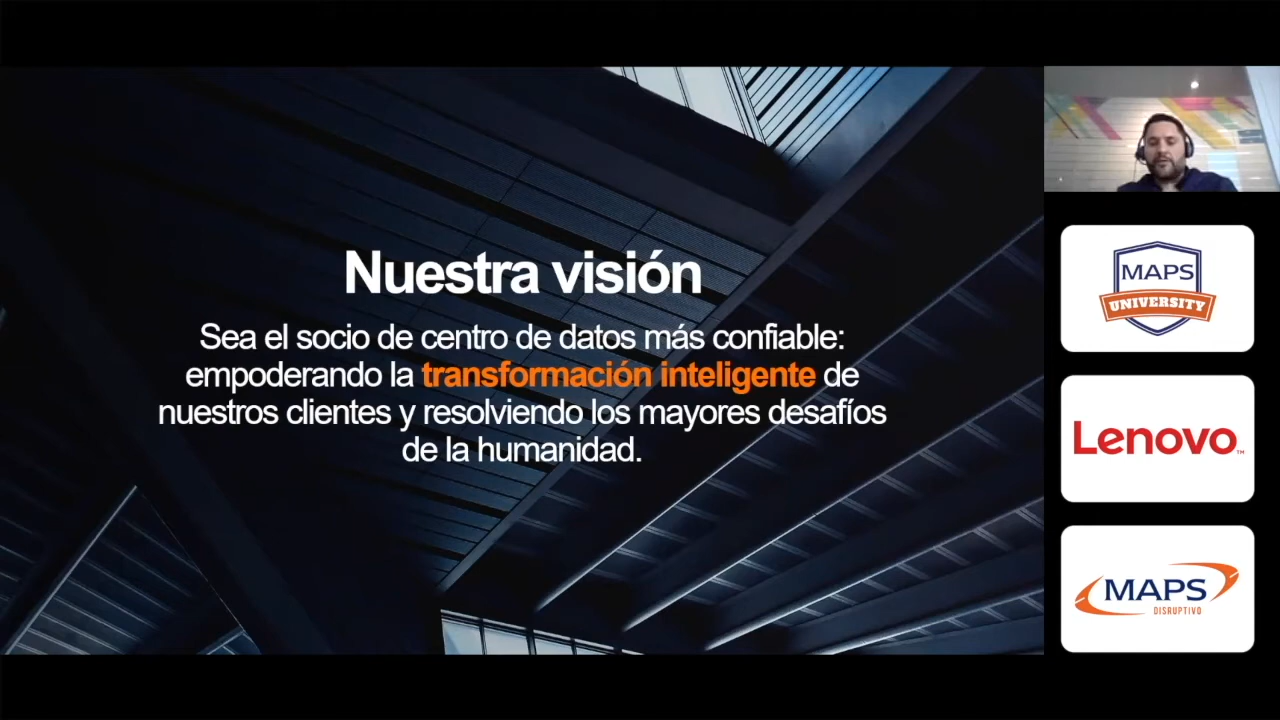 Nuestra visión
Sea el socio de centro de datos más confiable:
empoderando la transformación inteligente de
nuestros clientes y resolviendo los mayores desafíos
de la humanidad.
MAPS
UNIVERSITY
Lenovo™
MAPS
DISRUPTIVO